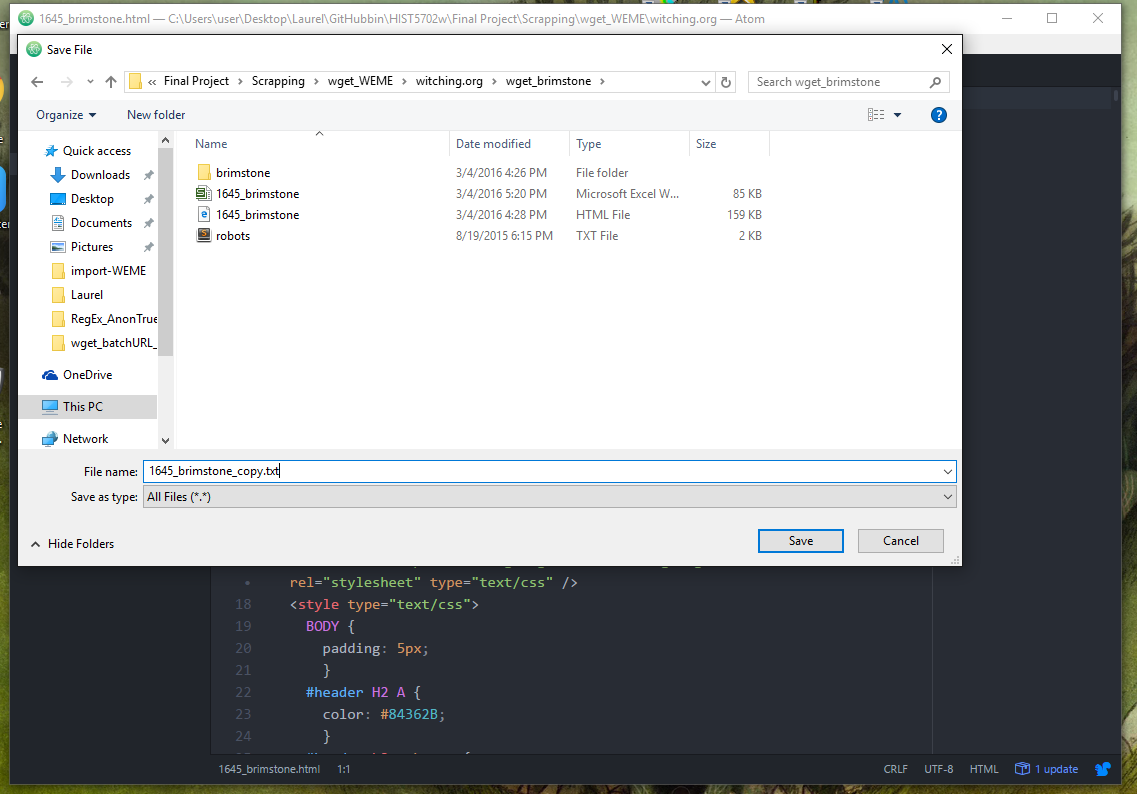 1645_brimstone.html — C:\Users\user\Desktop\Laurel\GitHubbin\HIST5702w\Final Project\Scrapping\wget_WEME\witching.org — Atom
Save File
« Final Project › Scrapping › wget_WEME › witching.org › wget_brimstone ›
Search wget_brimstone
Organize
New folder
?
Name Date modified Type Size
brimstone 3/4/2016 4:26 PM File folder
1645_brimstone 3/4/2016 5:20 PM Microsoft Excel W... 85 KB
1645_brimstone 3/4/2016 4:28 PM HTML File 159 KB
robots 8/19/2015 6:15 PM TXT File 2 KB
Quick access
Downloads
Desktop
Documents
Pictures
import-WEME
Laurel
RegEx_AnonTrue
wget_batchURL_
OneDrive
This PC
Network
File name: 1645_brimstone_copy.txt
Save as type: All Files (*.*)
Hide Folders
Save
Cancel
• rel="stylesheet" type="text/css" />
18 <style type="text/css">
19 BODY {
20 padding: 5px;
21 }
22 #header H2 A {
23 color: #84362B;
24 }
1645_brimstone.html 1:1
CRLF UTF-8 HTML 1 update